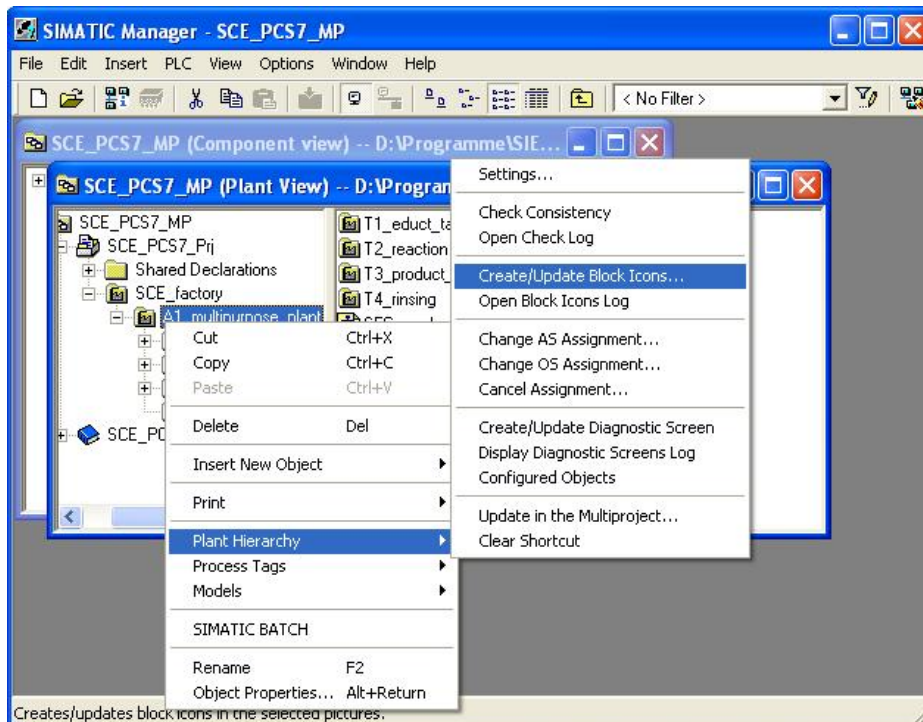 SIMATIC Manager - SCE_PCS7_MP
File Edit Insert PLC View Options Window Help
< No Filter >
SCE_PCS7_MP (Component view) -- D:\Programme\SIE...
SCE_PCS7_MP (Plant View) -- D:\Progran
SCE_PCS7_MP
SCE_PCS7_Prj
Shared Declarations
SCE_factory
A1_multipurpose_plant
SCE_PC
T1_educt_ta
T2_reaction
T3_product_
T4_rinsing
Cut Ctrl+X
Copy Ctrl+C
Paste Ctrl+V
Delete Del
Insert New Object
Print
Plant Hierarchy
Process Tags
Models
SIMATIC BATCH
Rename F2
Object Properties... Alt+Return
Settings...
Check Consistency
Open Check Log
Create/Update Block Icons...
Open Block Icons Log
Change AS Assignment...
Change OS Assignment...
Cancel Assignment...
Create/Update Diagnostic Screen
Display Diagnostic Screens Log
Configured Objects
Update in the Multiproject...
Clear Shortcut
Creates/updates block icons in the selected pictures.